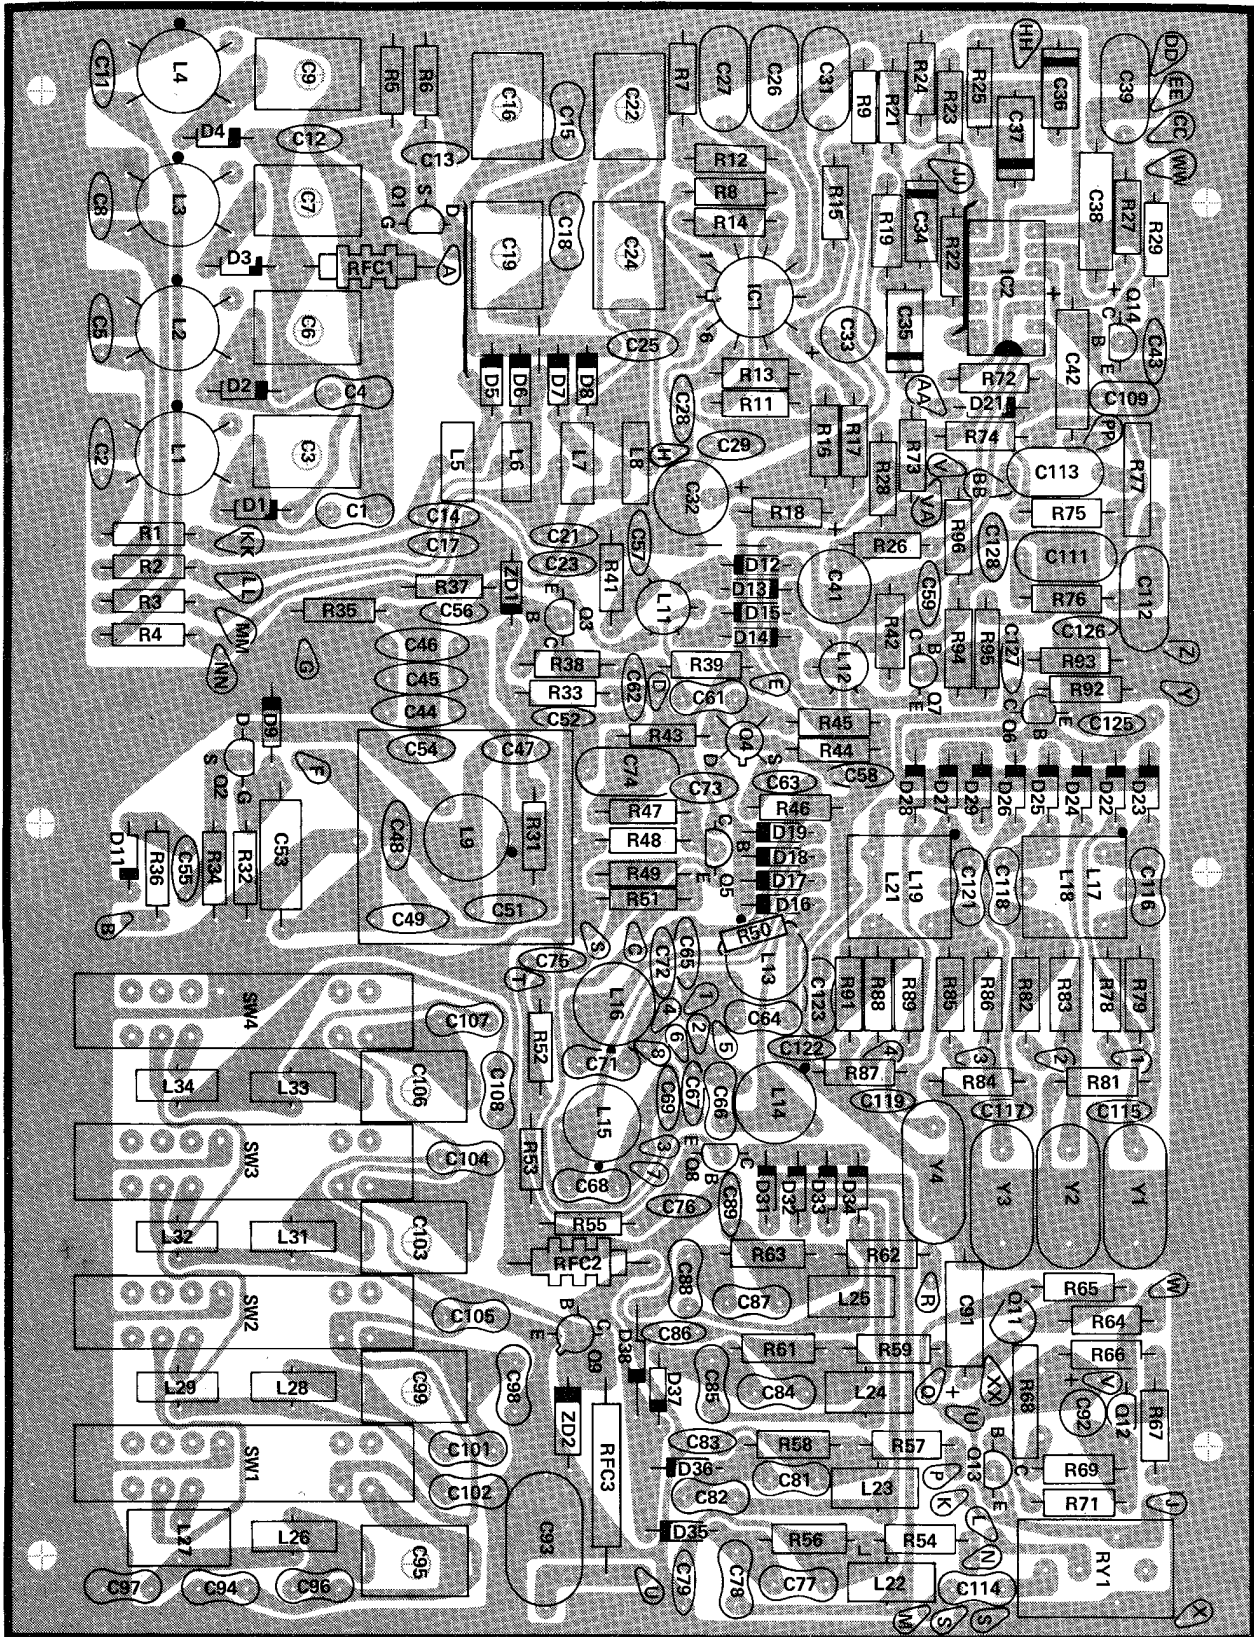 L4
C11
C9
R5
R6
C16
C15
C22
R7
C27
C26
C31
R9
R21
R24
R23
R25
HH
C36
C37
C39
DD
EE
CC
WW
D4
C12
C13
R12
R8
R14
R15
JJ
C34
R19
R22
IC2
C38
R27
R29
C8
L3
C7
Q1
S
D
G
C19
C18
C24
1
IC1
6
D3
RFC1
A
C5
L2
C6
C25
C33
+
C35
+
C42
+
Q14
C
B
E
C43
D2
C4
D5
D6
D7
D8
R13
R11
C28
R72
D21
AA
C109
C2
L1
C3
L5
L6
L7
L8
H
C29
R16
R17
R28
R73
R74
V
BB
PP
C113
R77
D1
C1
C14
C17
C21
C23
C57
C32
+
R18
+
R26
VA
R96
C128
R75
C111
C112
R1
R2
R3
R4
KK
LL
MM
NN
R35
R37
C56
ZD1
E
B
C
Q3
R41
L11
D12
D13
D15
D14
C41
C59
R42
R76
C126
G
C46
C45
C44
R38
R33
C52
C62
D
R39
C61
E
L12
C
B
E
Q7
R94
R95
C127
R93
R92
Z
Y
D9
D
S
Q2
G
F
C54
C47
R43
Q4
D
S
R45
R44
C
Q6
B
E
C125
C74
C73
C63
C58
D28
D27
D29
D26
D25
D24
D22
D23
D11
R36
C55
R34
R32
C53
C48
L9
R31
R47
R48
R49
R51
C
B
E
Q5
R46
D19
D18
D17
D16
L21
L19
C121
C118
L18
L17
C116
B
C49
C51
S
G
C72
C65
R50
L13
C123
R91
R88
R89
R85
R86
R82
R83
R78
R79
SW4
C107
T
C75
L16
4
1
6
2
5
8
C64
C122
R52
C71
R87
4
R84
3
2
R81
1
L34
L33
C106
C108
L15
C69
C67
C66
L14
C119
C117
C115
SW3
C104
R53
C68
3
7
E
Q8
B
C
D31
D32
D33
D34
Y4
Y3
Y2
Y1
C76
C89
L32
L31
C103
R55
RFC2
R63
R62
SW2
C105
B
E
C
Q9
C88
C87
L25
R
C91
Q11
R65
R64
W
L29
L28
C99
C98
D38
C86
D37
R61
R59
C85
C84
L24
Q
+
XX
R68
R66
+
V
C92
Q12
R67
SW1
C101
C102
ZD2
RFC3
C83
R58
R57
U
B
Q13
C
E
R69
R71
D36
C81
L23
P
K
C82
L27
L26
C95
C93
D35
R56
R54
L
N
J
RY1
C97
C94
C96
U
C79
C78
C77
L22
C114
M
S
S
X